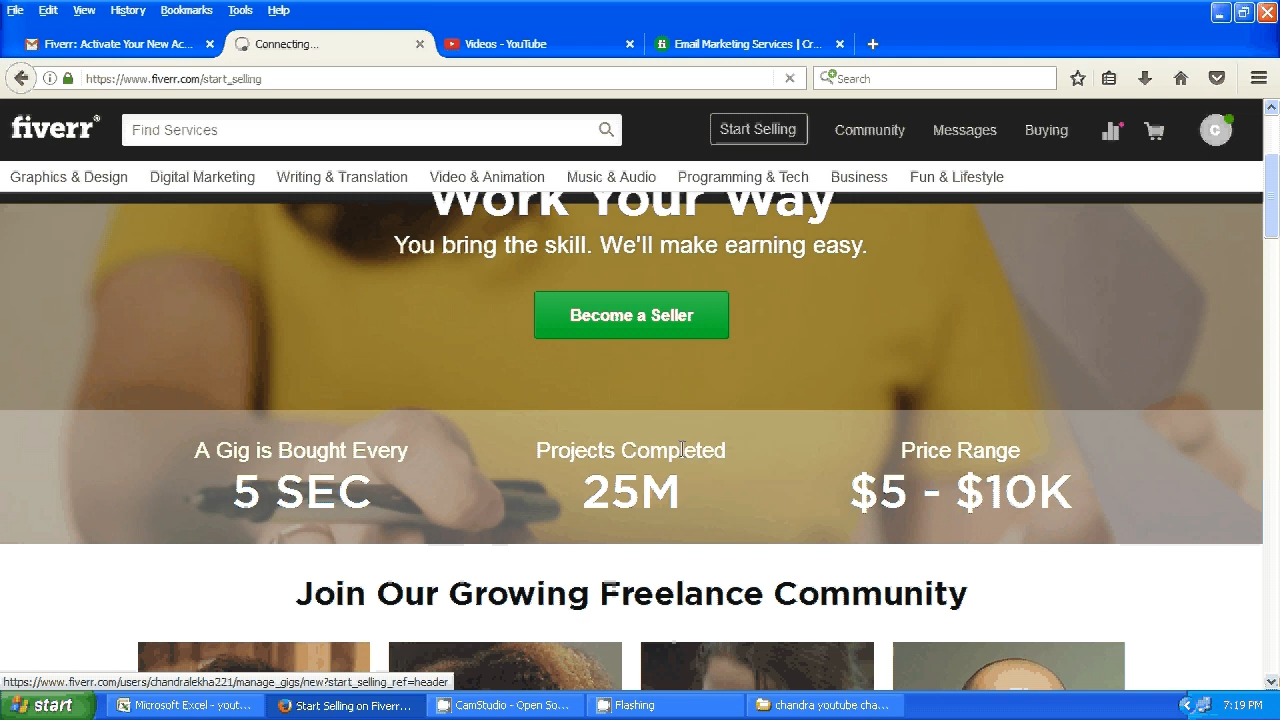 File Edit View History Bookmarks Tools Help
Fiverr: Activate Your New Ac...
Connecting...
Videos - YouTube
Email Marketing Services | Cr...
https://www.fiverr.com/start_selling
Search
fiverr®
Find Services
Start Selling
Community
Messages
Buying
C
Graphics & Design
Digital Marketing
Writing & Translation
Video & Animation
Music & Audio
Programming & Tech
Business
Fun & Lifestyle
Work Your Way
You bring the skill. We'll make earning easy.
Become a Seller
A Gig is Bought Every
5 SEC
Projects Completed
25M
Price Range
$5 - $10K
Join Our Growing Freelance Community
https://www.fiverr.com/users/chandralekha221/manage_gigs/new?start_selling_ref=header
start
Microsoft Excel - yout...
Start Selling on Fiverr...
CamStudio - Open So...
Flashing
chandra youtube cha...
7:19 PM